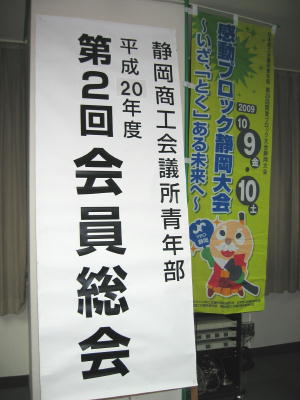 静岡商工会議所青年部
平成20年度
第2回会員総会
感動ブロック静岡大会
～いざ、「とく」ある未来へ～
2009
10
9金・10土